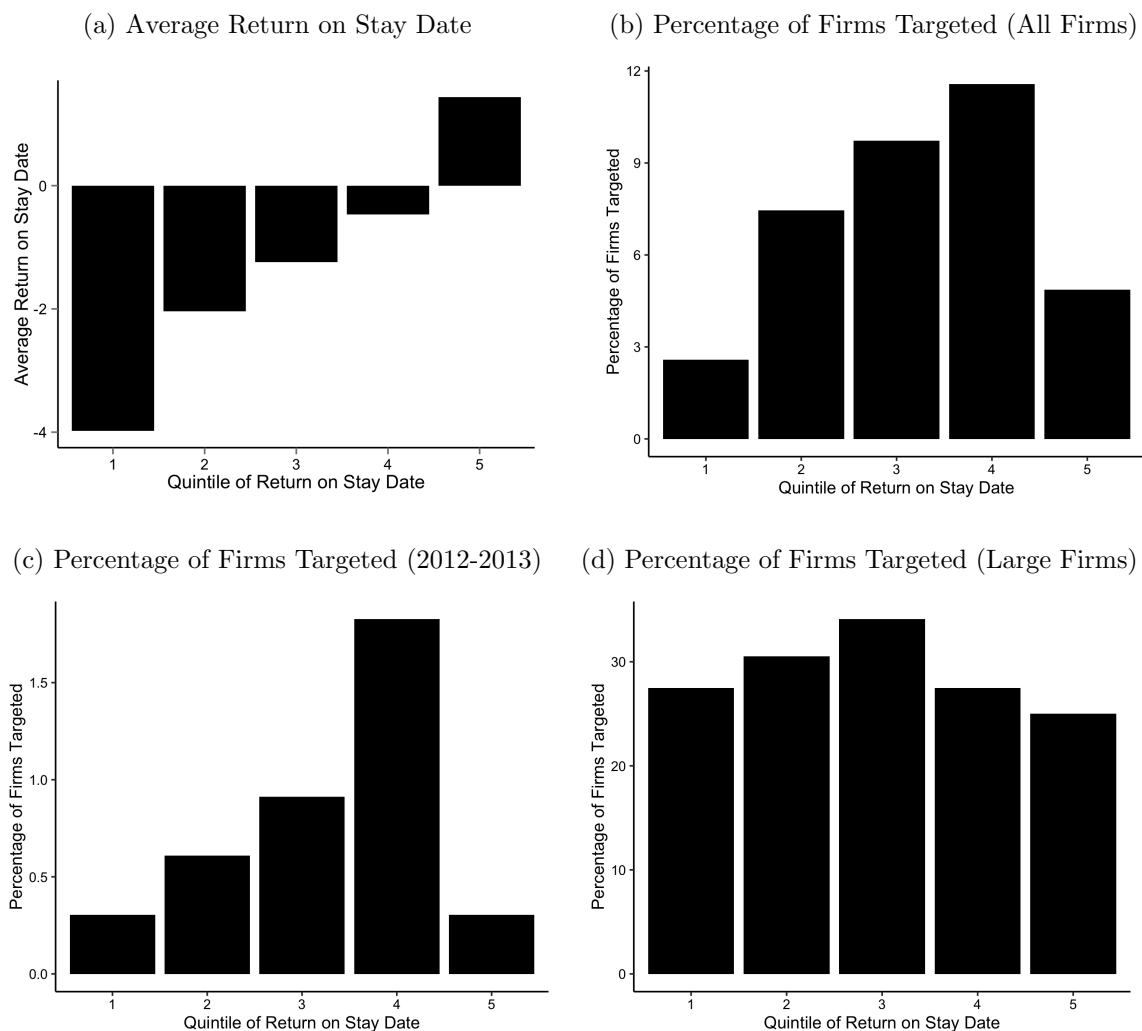 (a) Average Return on Stay Date
Average Return on Stay Date
0
-2
-4
1 2 3 4 5
Quintile of Return on Stay Date
(b) Percentage of Firms Targeted (All Firms)
Percentage of Firms Targeted
12
9
6
3
0
1 2 3 4 5
Quintile of Return on Stay Date
(c) Percentage of Firms Targeted (2012-2013)
Percentage of Firms Targeted
1.5
1.0
0.5
0.0
1 2 3 4 5
Quintile of Return on Stay Date
(d) Percentage of Firms Targeted (Large Firms)
Percentage of Firms Targeted
30
20
10
0
1 2 3 4 5
Quintile of Return on Stay Date